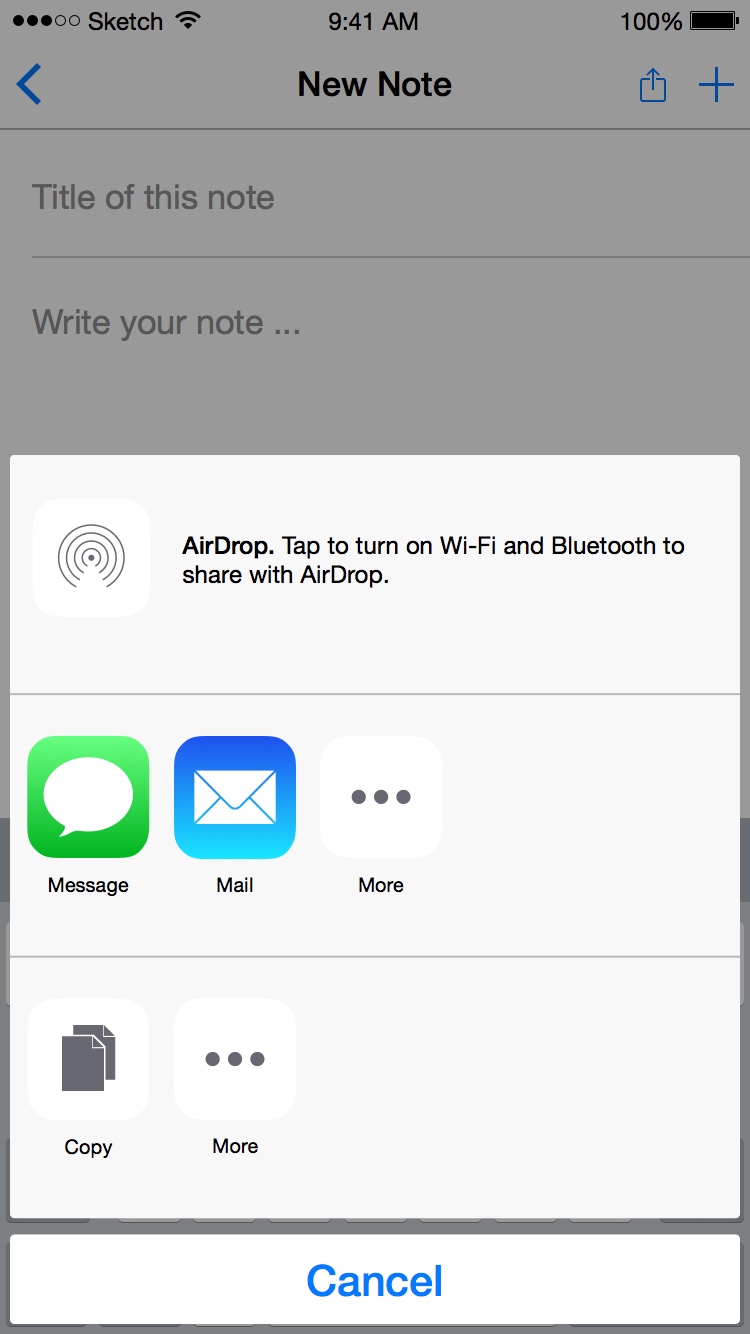 Sketch 9:41 AM 100%
New Note
Title of this note
Write your note ...
AirDrop. Tap to turn on Wi-Fi and Bluetooth to
share with AirDrop.
Message Mail More
Copy More
Cancel